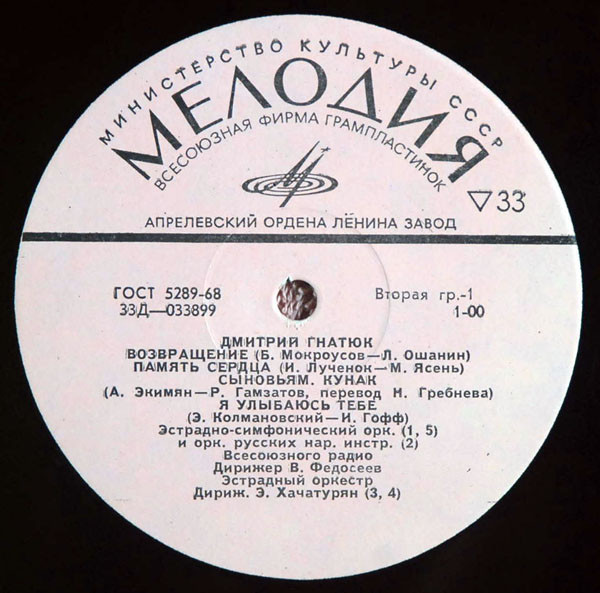 МИНИСТЕРСТВО КУЛЬТУРЫ СССР
МЕЛОДИЯ
ВСЕСОЮЗНАЯ ФИРМА ГРАМПЛАСТИНОК
33
АПРЕЛЕВСКИЙ ОРДЕНА ЛЕНИНА ЗАВОД
ГОСТ 5289-68
Вторая гр.-1
33Д—033899
1-00
ДМИТРИЙ ГНАТЮК
ВОЗВРАЩЕНИЕ (Б. Мокроусов—Л. Ошанин)
ПАМЯТЬ СЕРДЦА (И. Лученок—М. Ясень)
СЫНОВЬЯМ. КУНАК
(А. Экимян—Р. Гамзатов, перевод Н. Гребнева)
Я УЛЫБАЮСЬ ТЕБЕ
(Э. Колмановский—И. Гофф)
Эстрадно-симфонический орк. (1, 5)
и орк. русских нар. инстр. (2)
Всесоюзного радио
Дирижер В. Федосеев
Эстрадный оркестр
Дириж. Э. Хачатурян (3, 4)